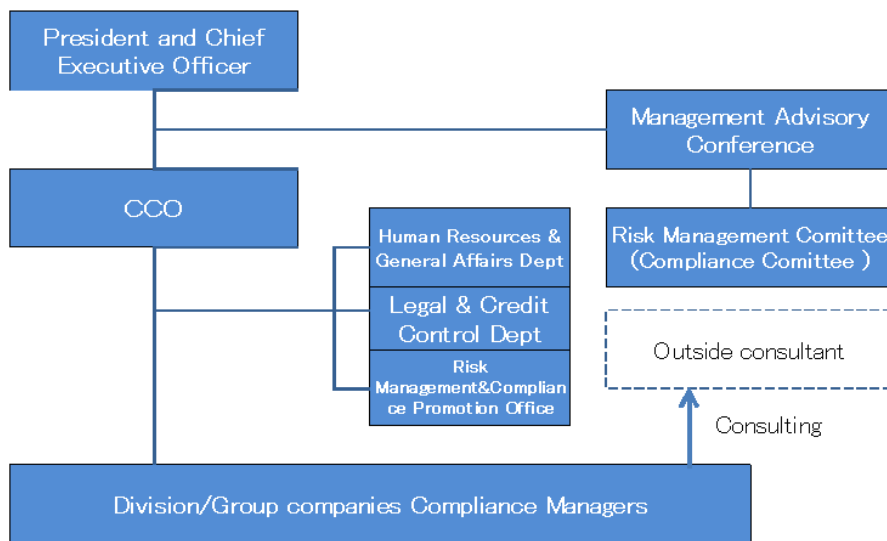 President and Chief
Executive Officer
Management Advisory
Conference
CCO
Human Resources &
General Affairs Dept
Risk Management Comittee
(Compliance Comittee )
Legal & Credit
Control Dept
Risk
Management&Complian
ce Promotion Office
Outside consultant
Consulting
Division/Group companies Compliance Managers